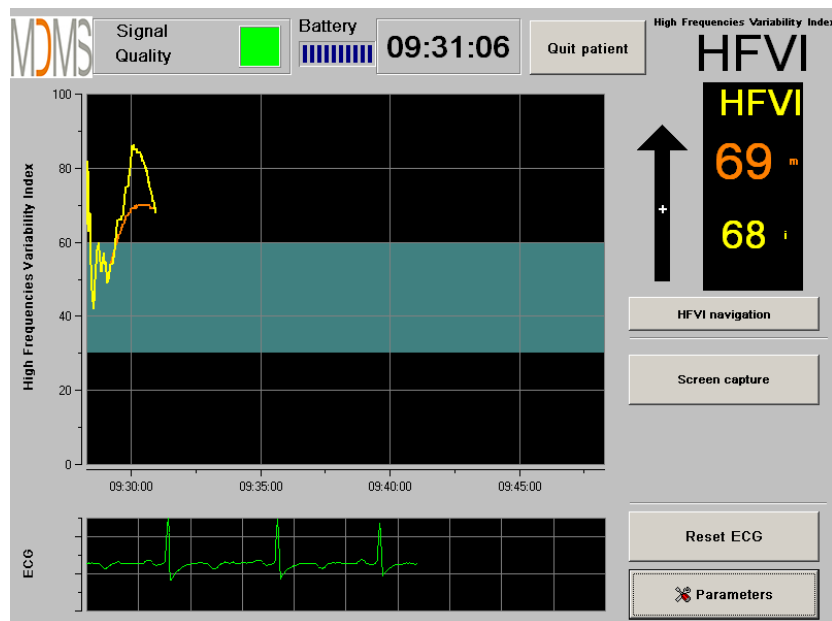 MDMS
Signal
Quality
Battery
09:31:06
Quit patient
High Frequencies Variability Index
HFVI
HFVI
69 m
68 i
+
HFVI navigation
Screen capture
Reset ECG
Parameters
High Frequencies Variability Index
100
80
60
40
20
0
09:30:00
09:35:00
09:40:00
09:45:00
ECG